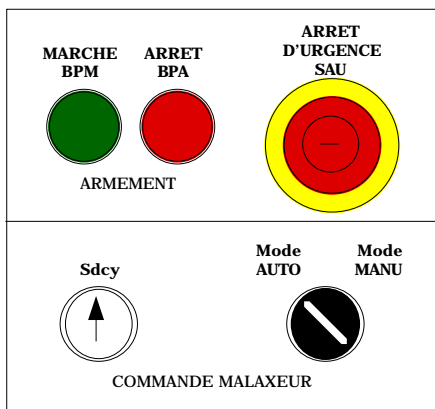 MARCHE
BPM
ARRET
BPA
ARRET
D'URGENCE
SAU
ARMEMENT
Sdcy
Mode
AUTO
Mode
MANU
COMMANDE MALAXEUR